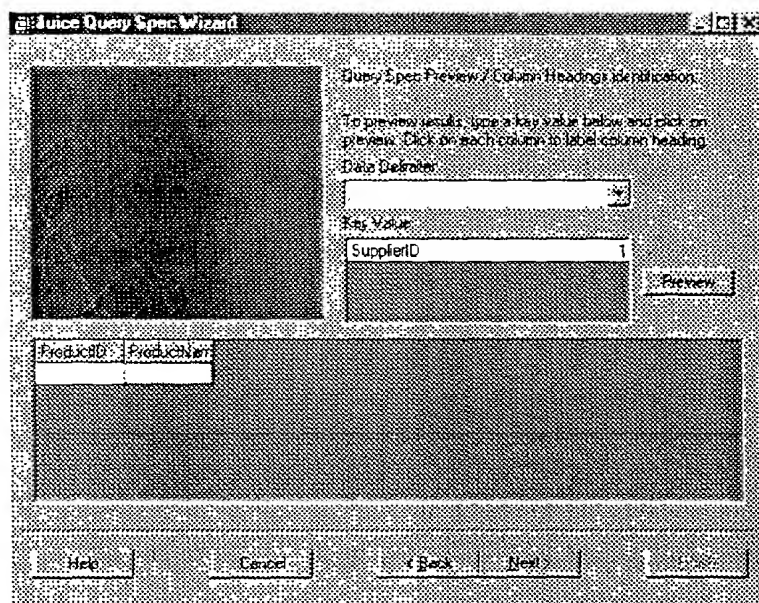 Juice Query Spec Wizard
Query Spec Preview / Column Headings identification
To preview results, type a key value below and click on
preview. Click on each column to label column heading.
Data Delimiter
Key Value
SupplierID 1
Preview
ProductID ProductNam
Help Cancel < Back Next >